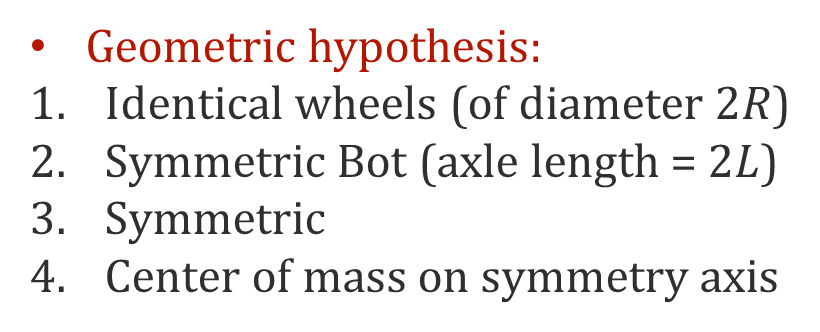 • Geometric hypothesis:
1. Identical wheels (of diameter 2R)
2. Symmetric Bot (axle length = 2L)
3. Symmetric
4. Center of mass on symmetry axis